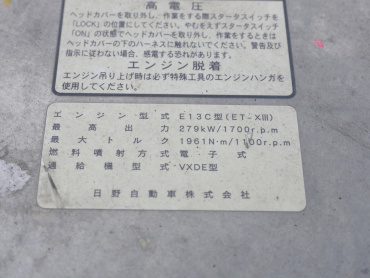 高電圧
ヘッドカバーを取り外し、作業をする際スタータスイッチを
「LOCK」の位置にしてください。やむをえずスタータスイッチ
「ON」の状態でヘッドカバーを取り外し、作業をするときは
ヘッドカバーの下のハーネスに触れないでください。警告及び
指示に従わない場合、感電する恐れがあります。
エンジン脱着
エンジン吊り上げ時は必ず特殊工具のエンジンハンガを
使用してください。
エンジン型式 E13C型(ET-XIII)
最高出力 279kW/1700r.p.m
最大トルク 1961N·m/1100r.p.m
燃料噴射方式 電子式
過給機型式 VXDE型
日野自動車株式会社